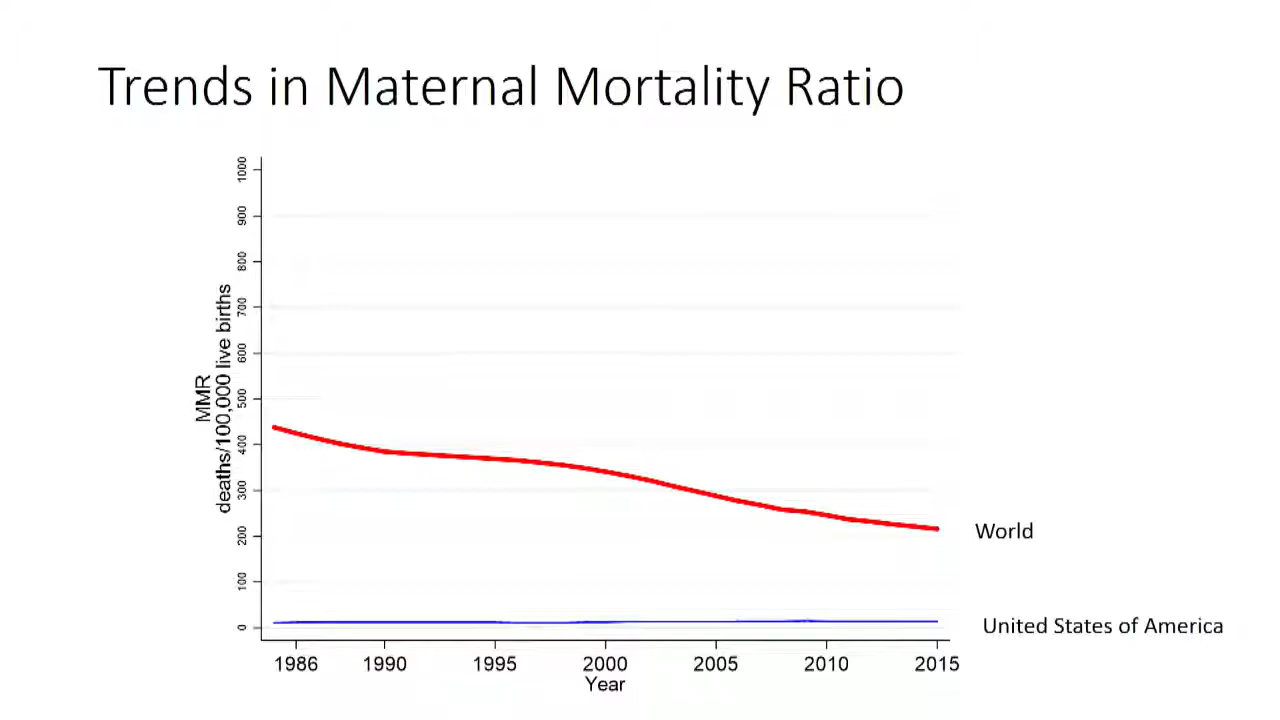 Trends in Maternal Mortality Ratio
1000
900
800
700
600
500
400
300
200
100
0
MMR
deaths/100,000 live births
World
United States of America
1986 1990 1995 2000 2005 2010 2015
Year